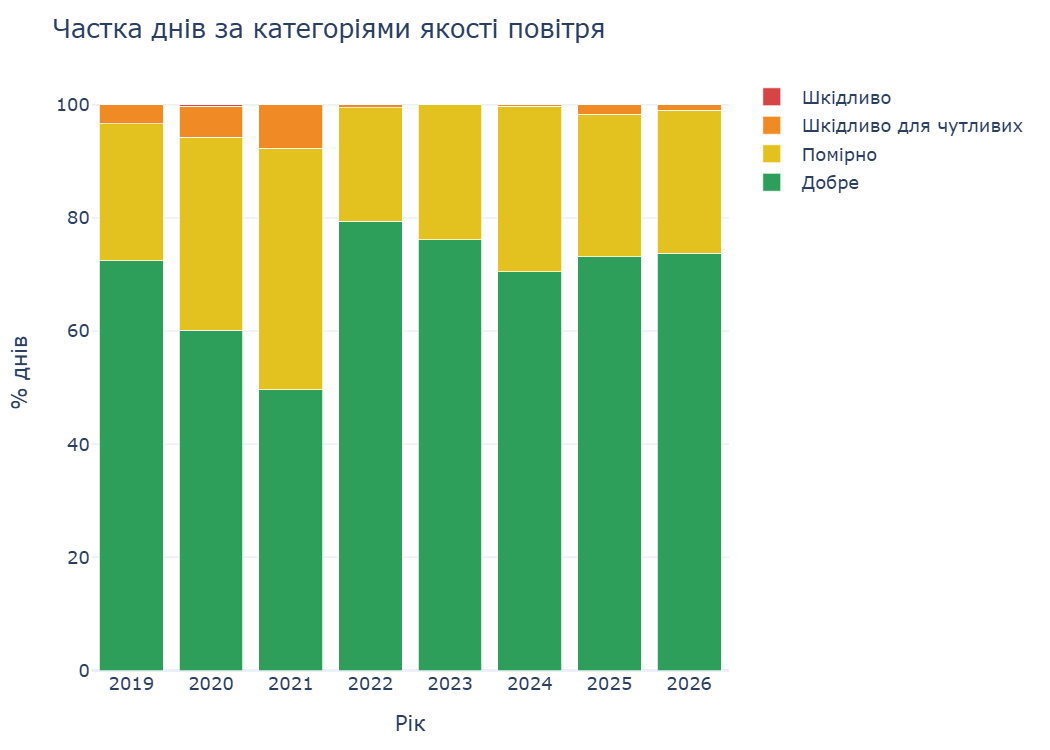 Частка днів за категоріями якості повітря
Шкідливо
Шкідливо для чутливих
Помірно
Добре
100
80
60
40
20
0
% днів
2019 2020 2021 2022 2023 2024 2025 2026
Рік